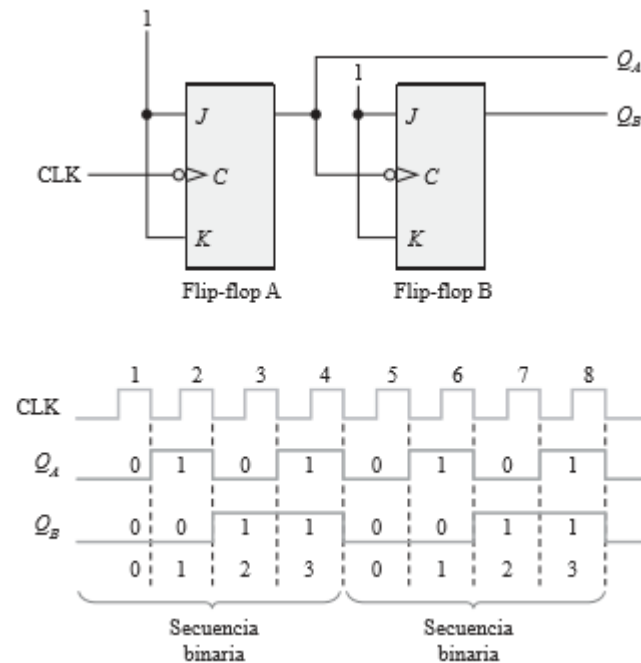 1
1
Q_A
J
J
Q_B
CLK
C
C
K
K
Flip-flop A
Flip-flop B
1 2 3 4 5 6 7 8
CLK
Q_A 0 1 0 1 0 1 0 1
Q_B 0 0 1 1 0 0 1 1
0 1 2 3 0 1 2 3
Secuencia Secuencia
binaria binaria